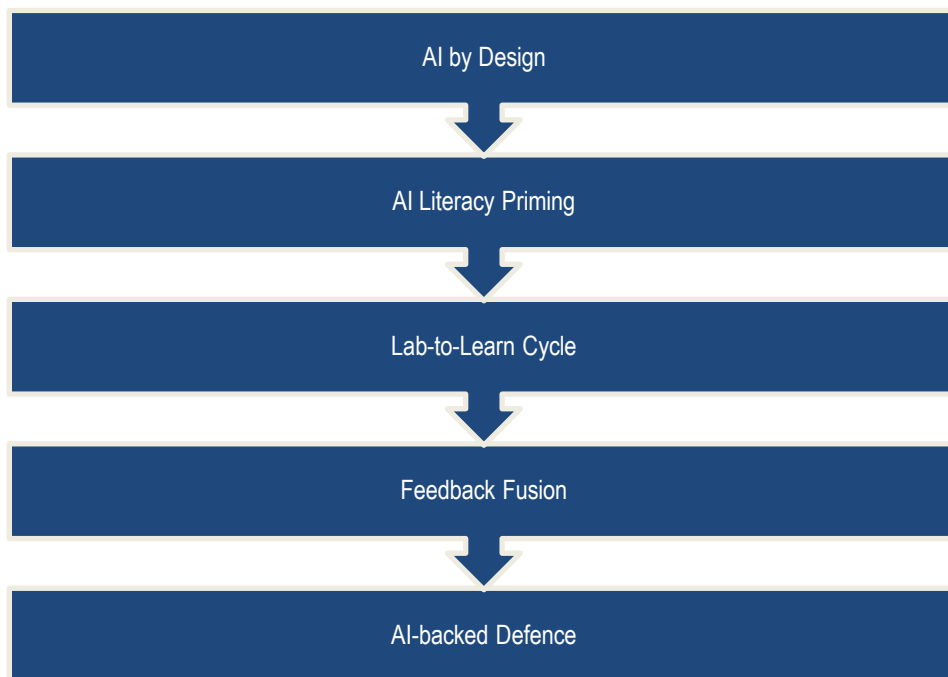 AI by Design
AI Literacy Priming
Lab-to-Learn Cycle
Feedback Fusion
AI-backed Defence